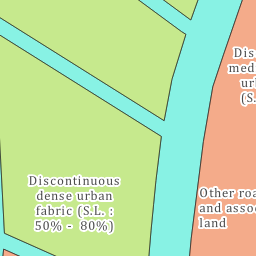 Dis
med
ur
(S.
Discontinuous
dense urban
fabric (S.L. :
50% - 80%)
Other roa
and asso
land